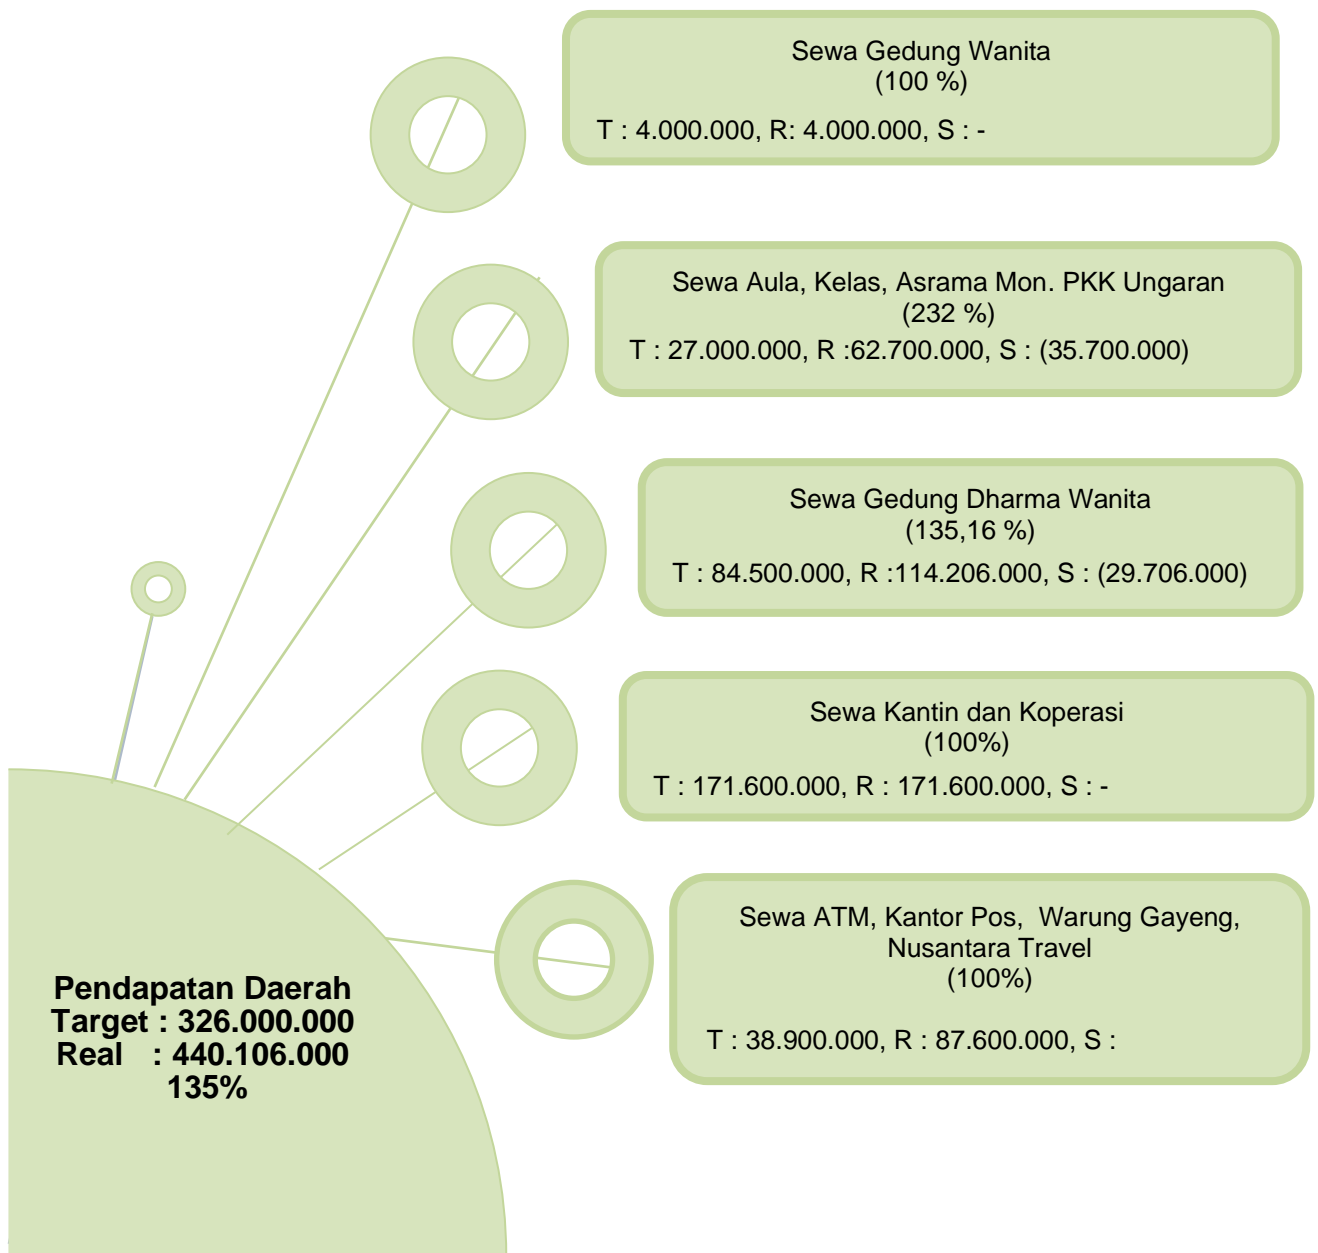 Sewa Gedung Wanita
(100 %)
T : 4.000.000, R: 4.000.000, S : -
Sewa Aula, Kelas, Asrama Mon. PKK Ungaran
(232 %)
T : 27.000.000, R :62.700.000, S : (35.700.000)
Sewa Gedung Dharma Wanita
(135,16 %)
T : 84.500.000, R :114.206.000, S : (29.706.000)
Sewa Kantin dan Koperasi
(100%)
T : 171.600.000, R : 171.600.000, S : -
Sewa ATM, Kantor Pos,  Warung Gayeng,
Nusantara Travel
(100%)
T : 38.900.000, R : 87.600.000, S :
Pendapatan Daerah
Target : 326.000.000
Real   : 440.106.000
135%